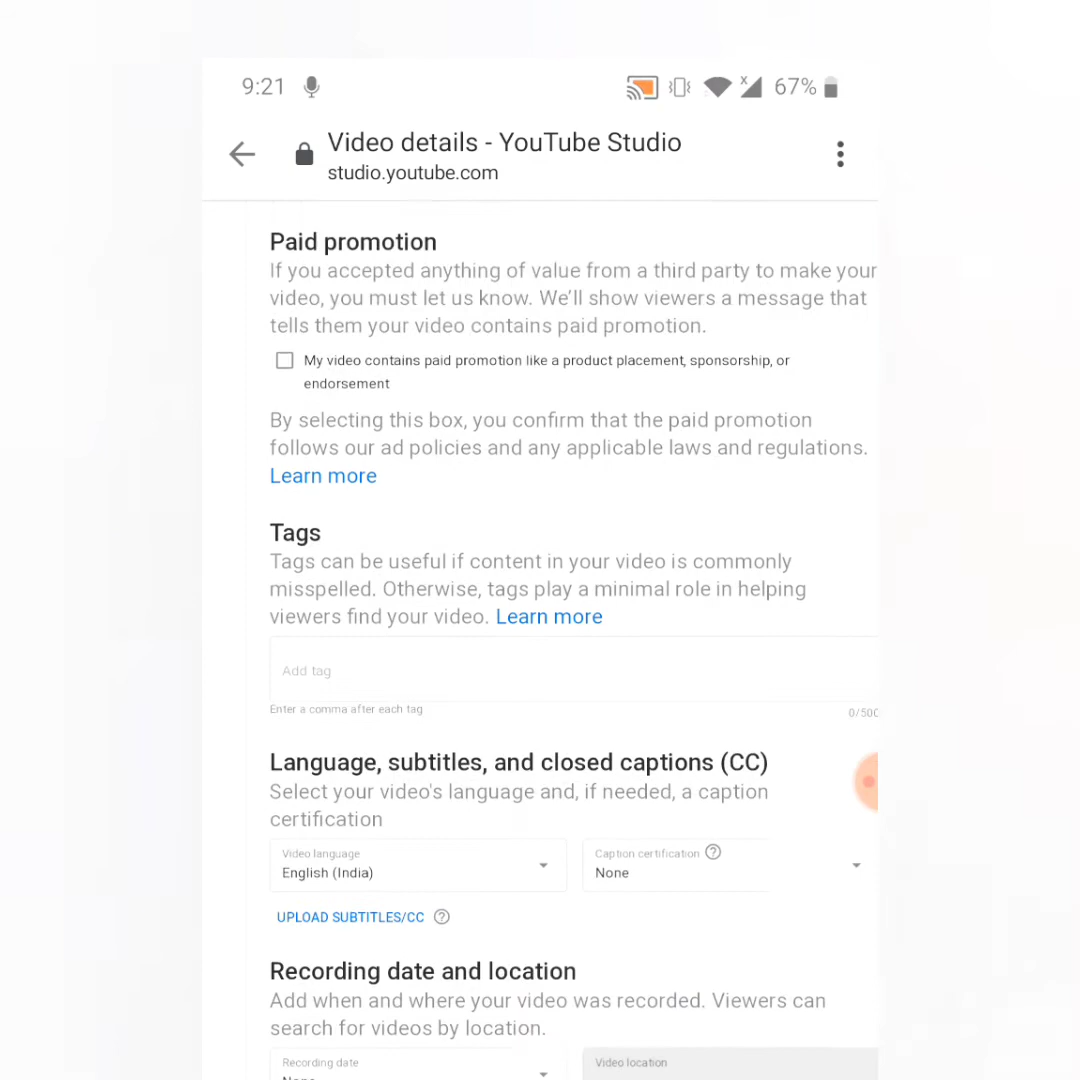 9:21
67%
Video details - YouTube Studio
studio.youtube.com
Paid promotion
If you accepted anything of value from a third party to make your
video, you must let us know. We'll show viewers a message that
tells them your video contains paid promotion.
My video contains paid promotion like a product placement, sponsorship, or
endorsement
By selecting this box, you confirm that the paid promotion
follows our ad policies and any applicable laws and regulations.
Learn more
Tags
Tags can be useful if content in your video is commonly
misspelled. Otherwise, tags play a minimal role in helping
viewers find your video. Learn more
Add tag
Enter a comma after each tag
0/500
Language, subtitles, and closed captions (CC)
Select your video's language and, if needed, a caption
certification
Video language
English (India)
Caption certification
None
UPLOAD SUBTITLES/CC
Recording date and location
Add when and where your video was recorded. Viewers can
search for videos by location.
Recording date
Video location